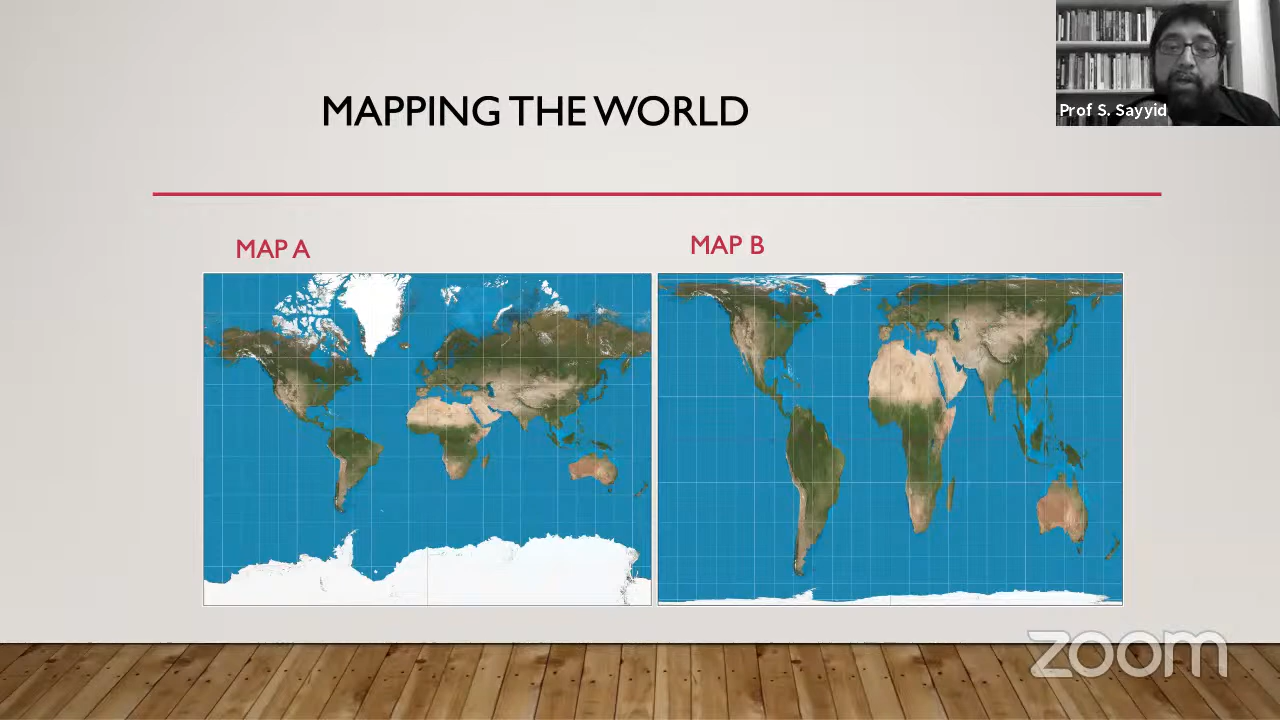 MAPPING THE WORLD
Prof S. Sayyid
MAP A
MAP B
zoom